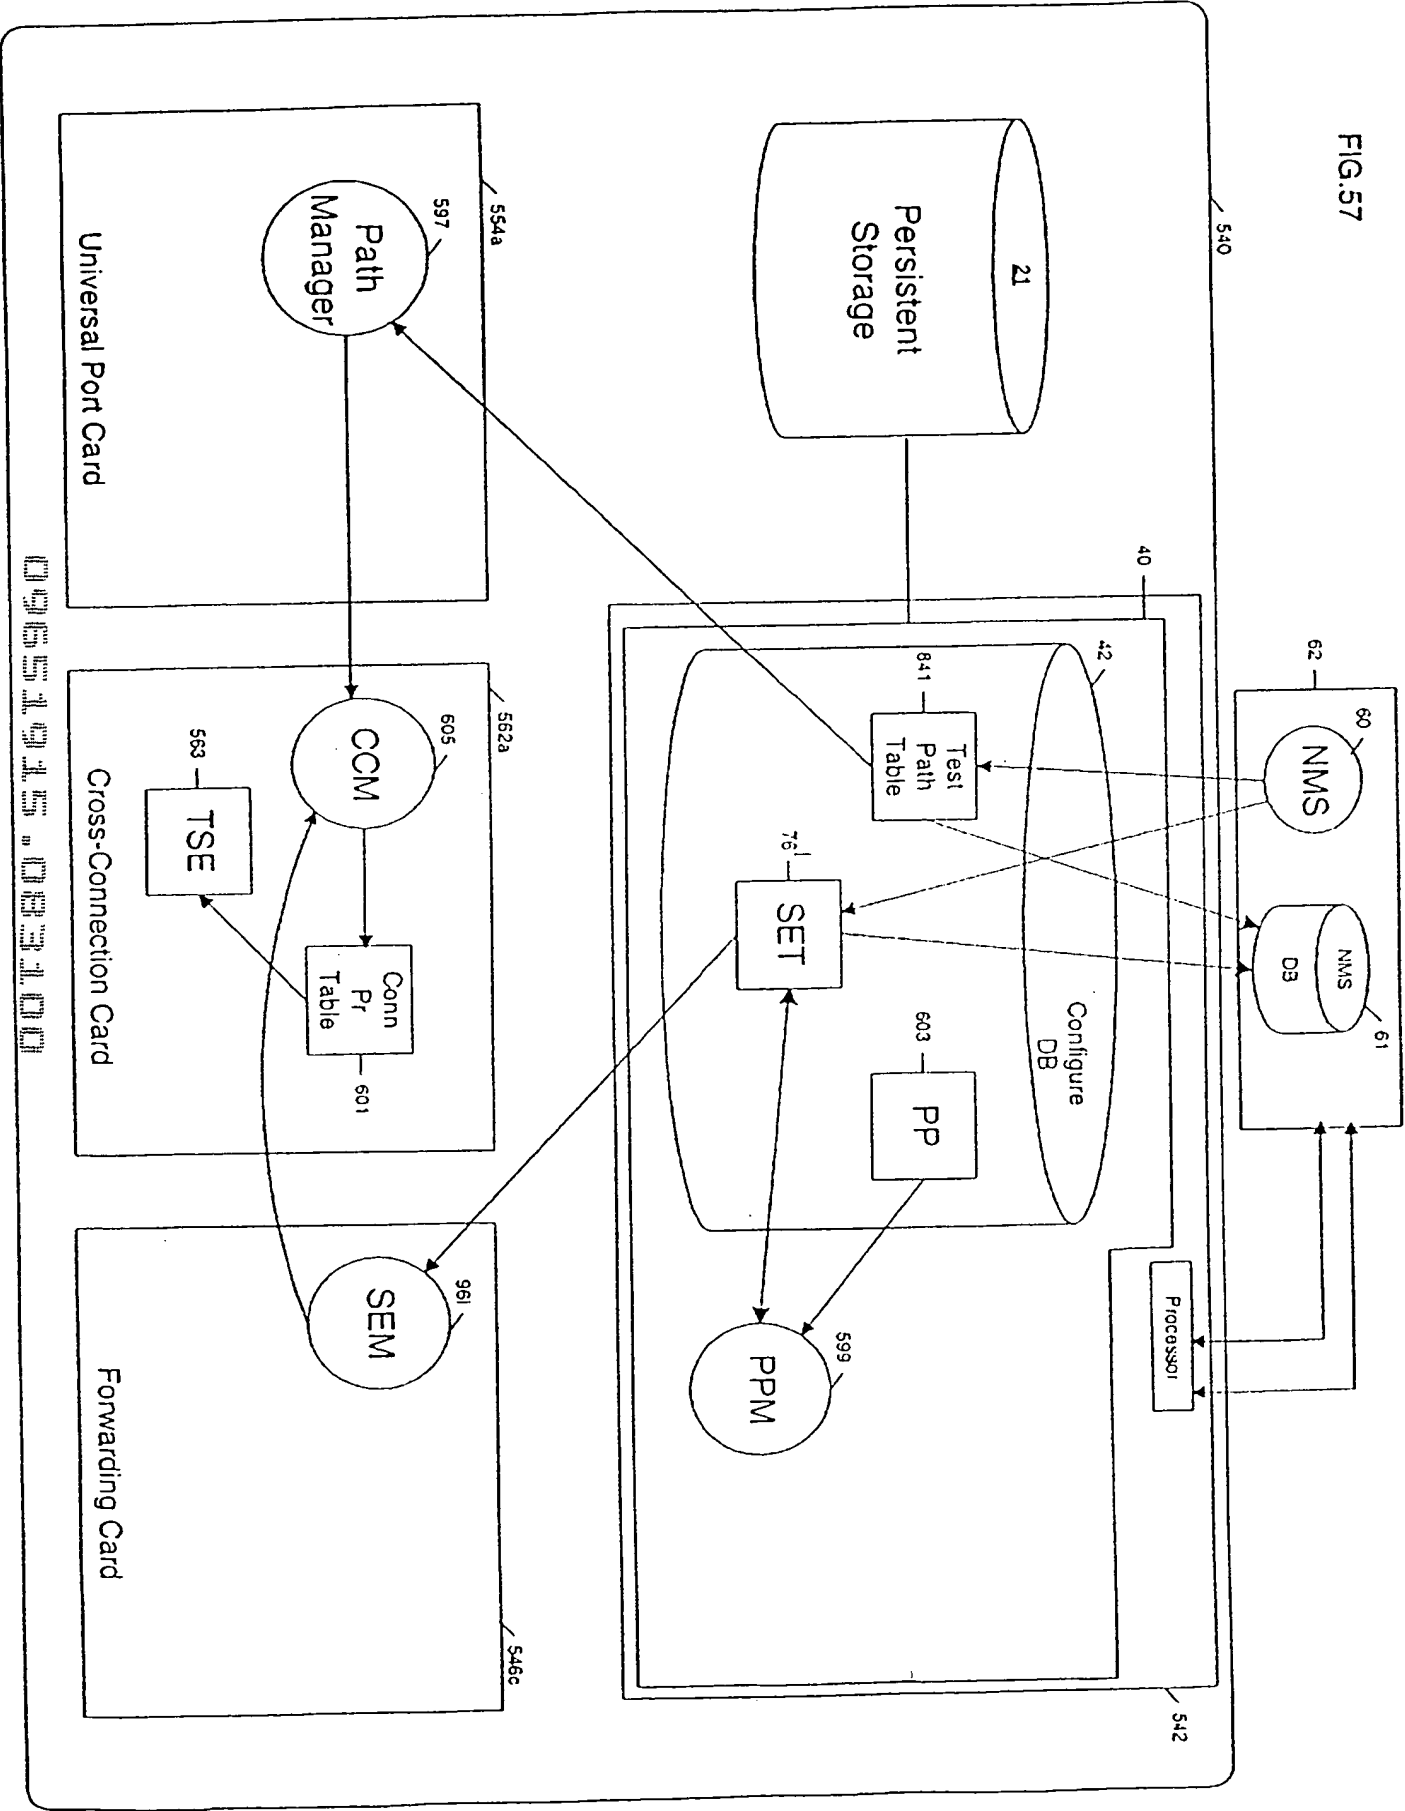 FIG.57
62
60
NMS
NMS
DB
61
540
40
Processor
542
21
Persistent
Storage
42
Configure
DB
841
Test
Path
Table
761
SET
603
PP
599
PPM
554a
597
Path
Manager
Universal Port Card
562a
605
CCM
563
TSE
Conn
Pr
Table
601
Cross-Connection Card
961
SEM
546c
Forwarding Card
09651915.083100